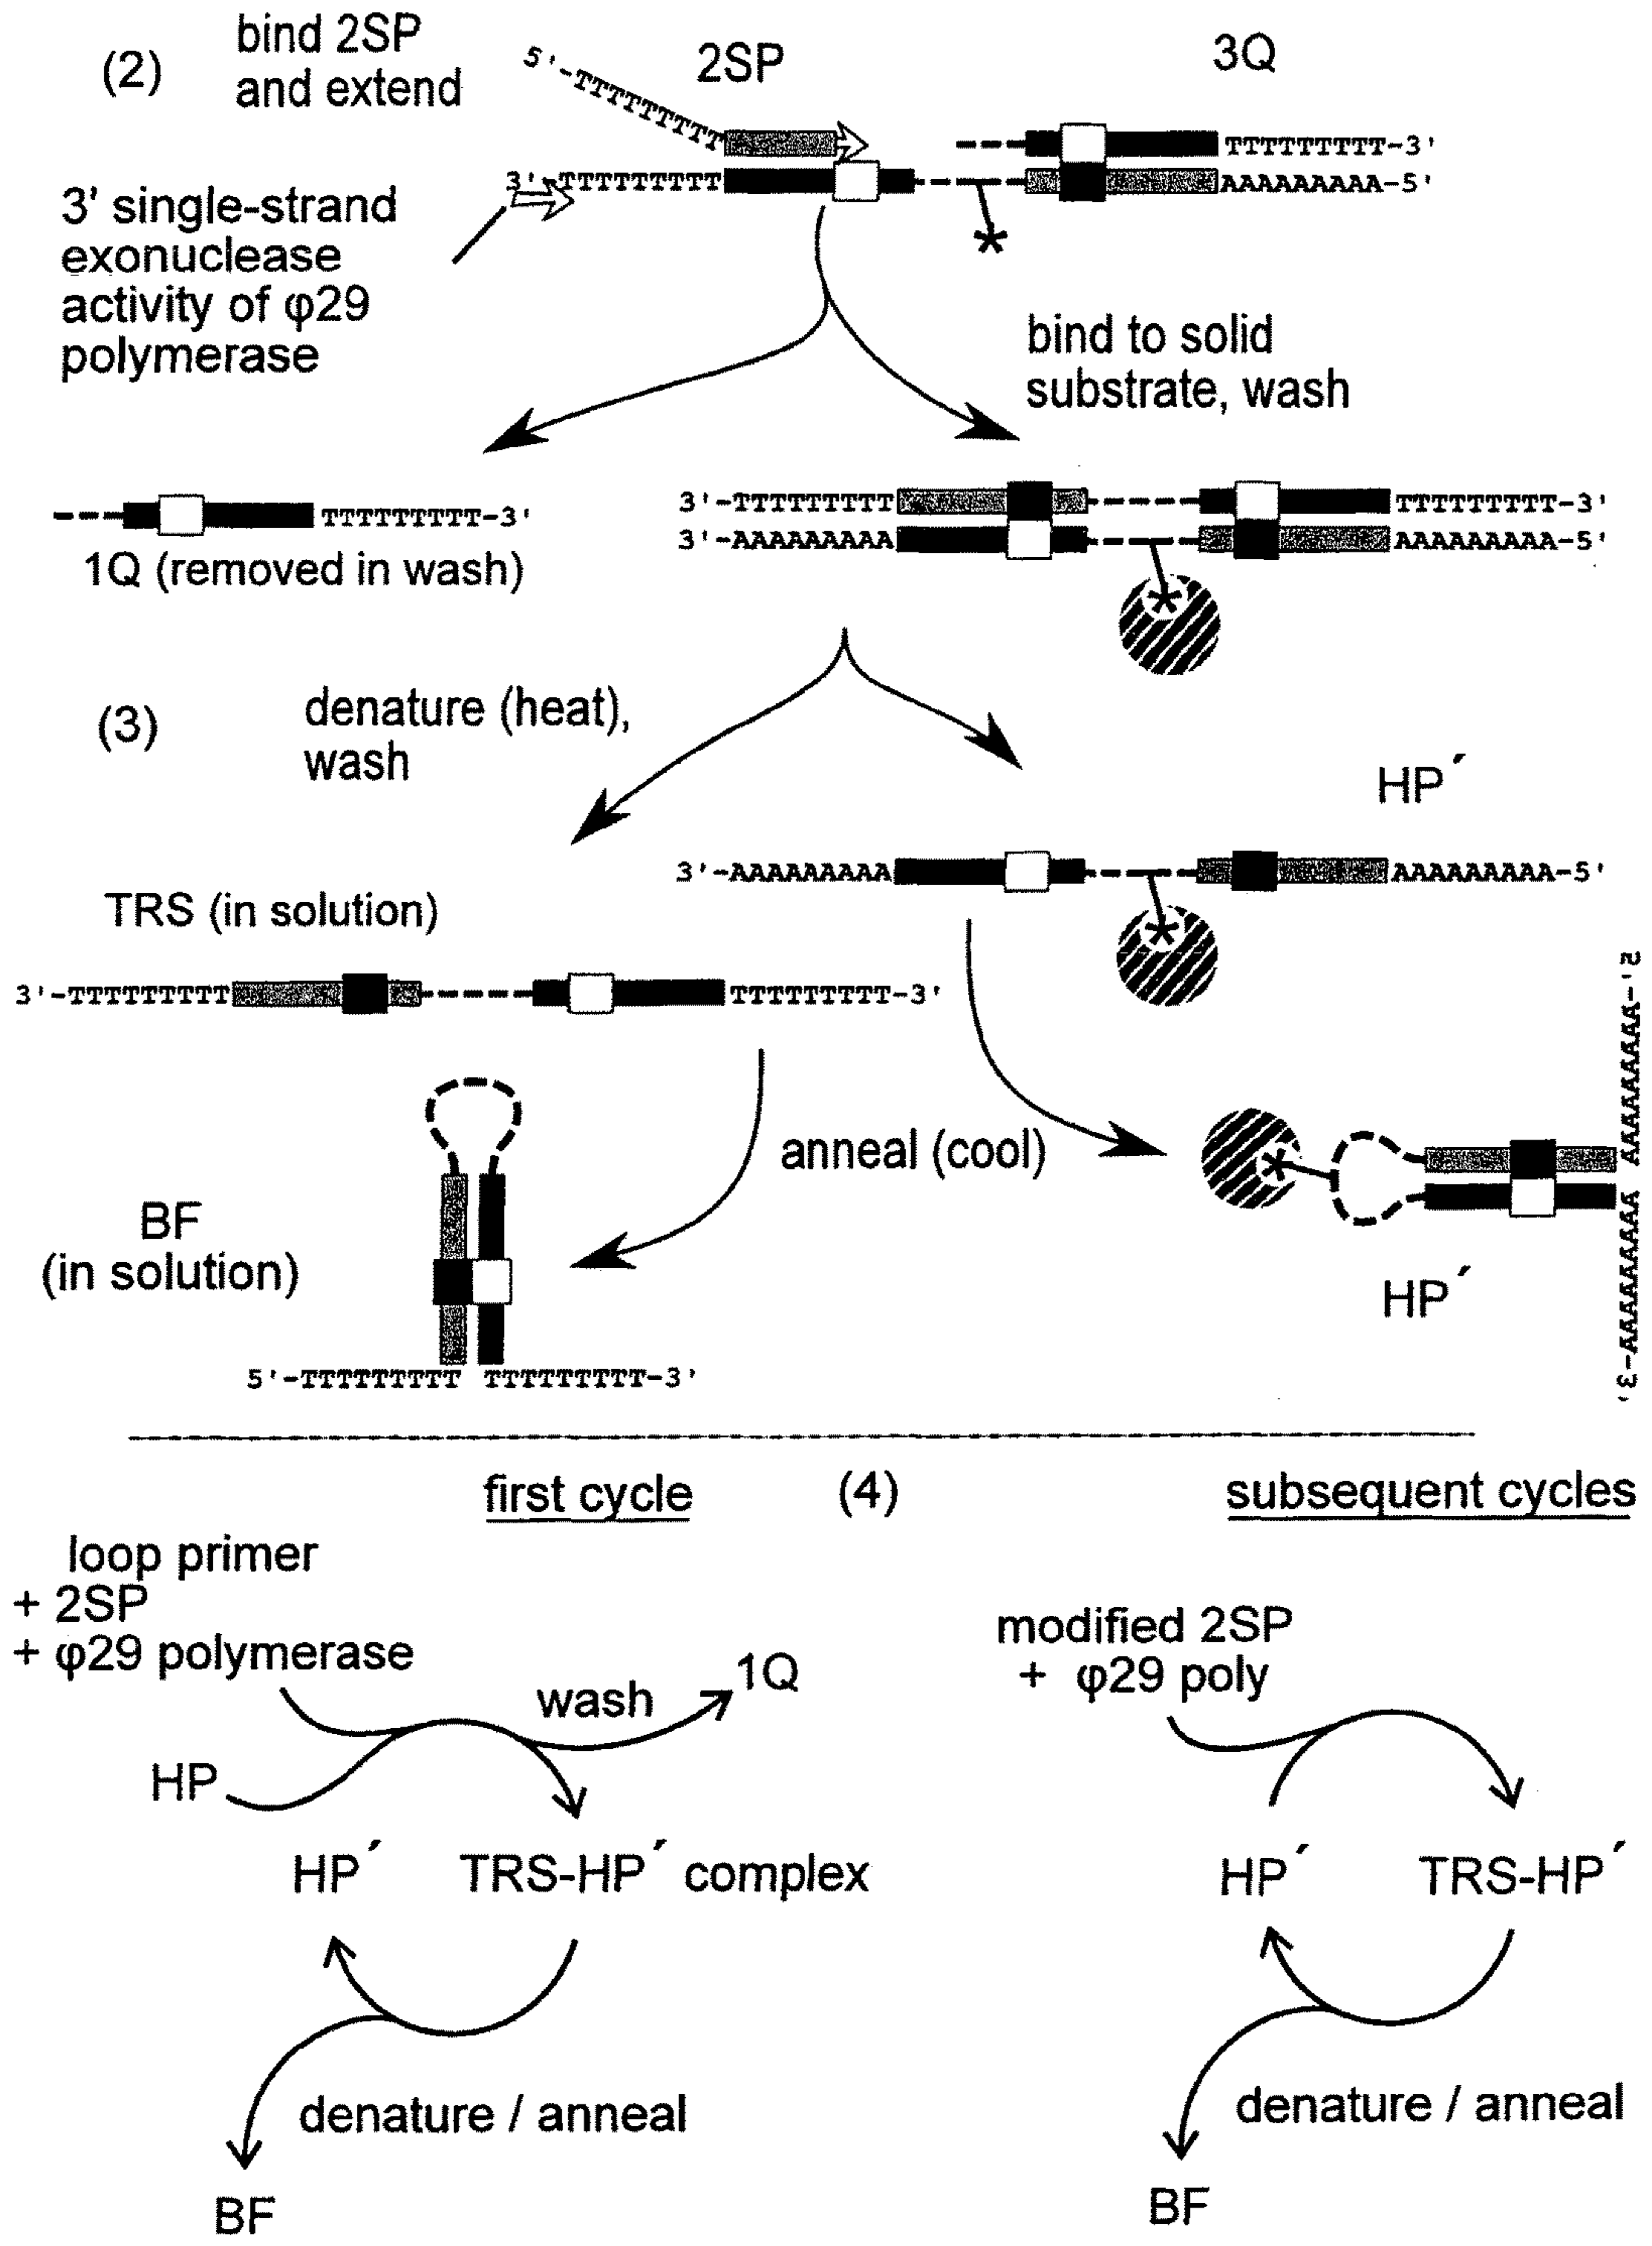 (2)
bind 2SP
and extend
5'-TTTTTTTTT
2SP
3Q
TTTTTTTTT-3'
3'-TTTTTTTTT
AAAAAAAAA-5'
*
3' single-strand
exonuclease
activity of φ29
polymerase
bind to solid
substrate, wash
TTTTTTTTT-3'
1Q (removed in wash)
3'-TTTTTTTTT
TTTTTTTTT-3'
3'-AAAAAAAAA
AAAAAAAAA-5'
*
(3)
denature (heat),
wash
HP´
3'-AAAAAAAAA
AAAAAAAAA-5'
*
TRS (in solution)
3'-TTTTTTTTT
TTTTTTTTT-3'
anneal (cool)
AAAAAAAAA-'5
*
BF
(in solution)
HP´
3'-AAAAAAAAA
5'-TTTTTTTTT TTTTTTTTT-3'
first cycle
(4)
subsequent cycles
loop primer
+ 2SP
+ φ29 polymerase
modified 2SP
+ φ29 poly
wash
1Q
HP
HP´
TRS-HP´ complex
HP´
TRS-HP´
denature / anneal
denature / anneal
BF
BF